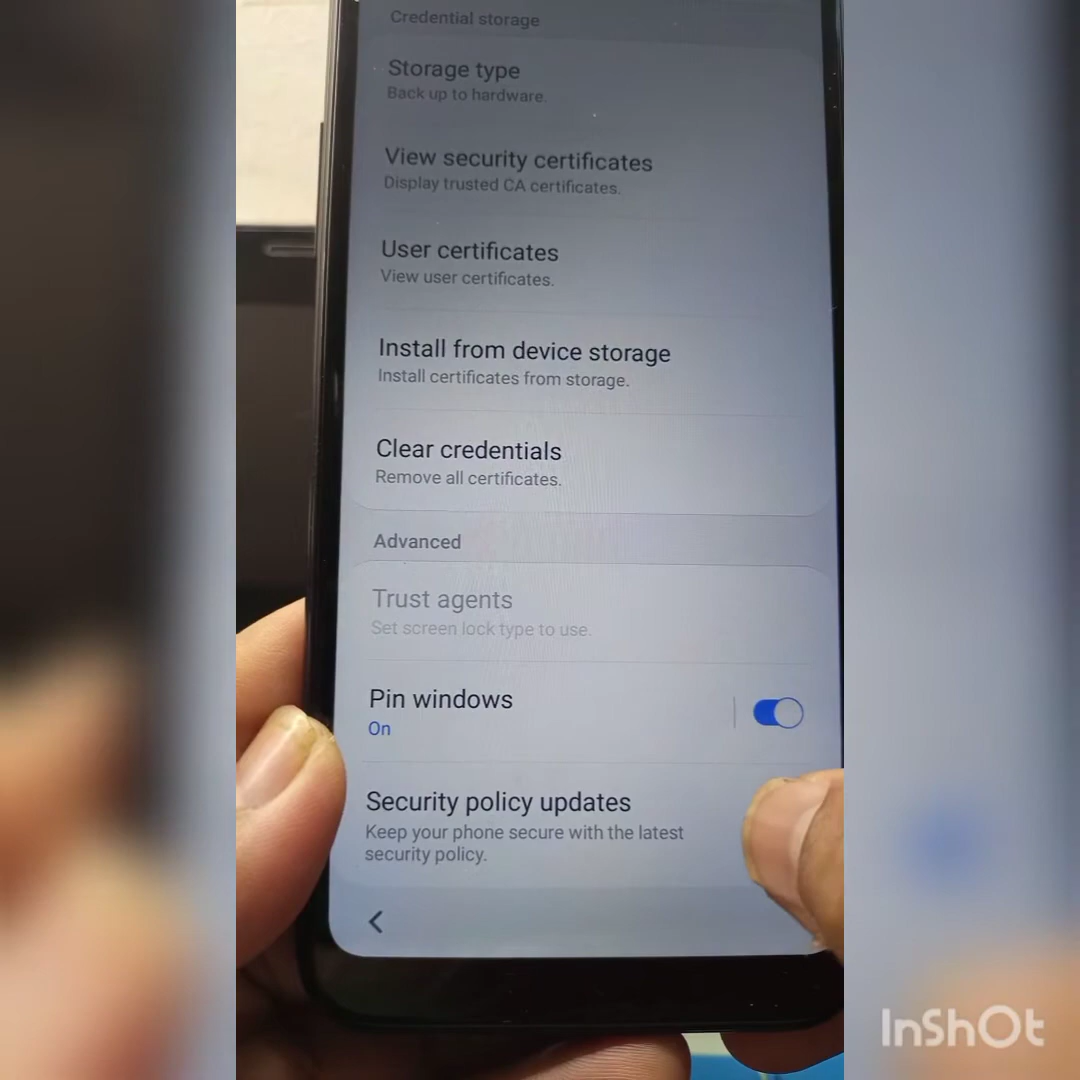 Credential storage
Storage type
Back up to hardware.
View security certificates
Display trusted CA certificates.
User certificates
View user certificates.
Install from device storage
Install certificates from storage.
Clear credentials
Remove all certificates.
Advanced
Trust agents
Set screen lock type to use.
Pin windows
On
Security policy updates
Keep your phone secure with the latest
security policy.
InShOt